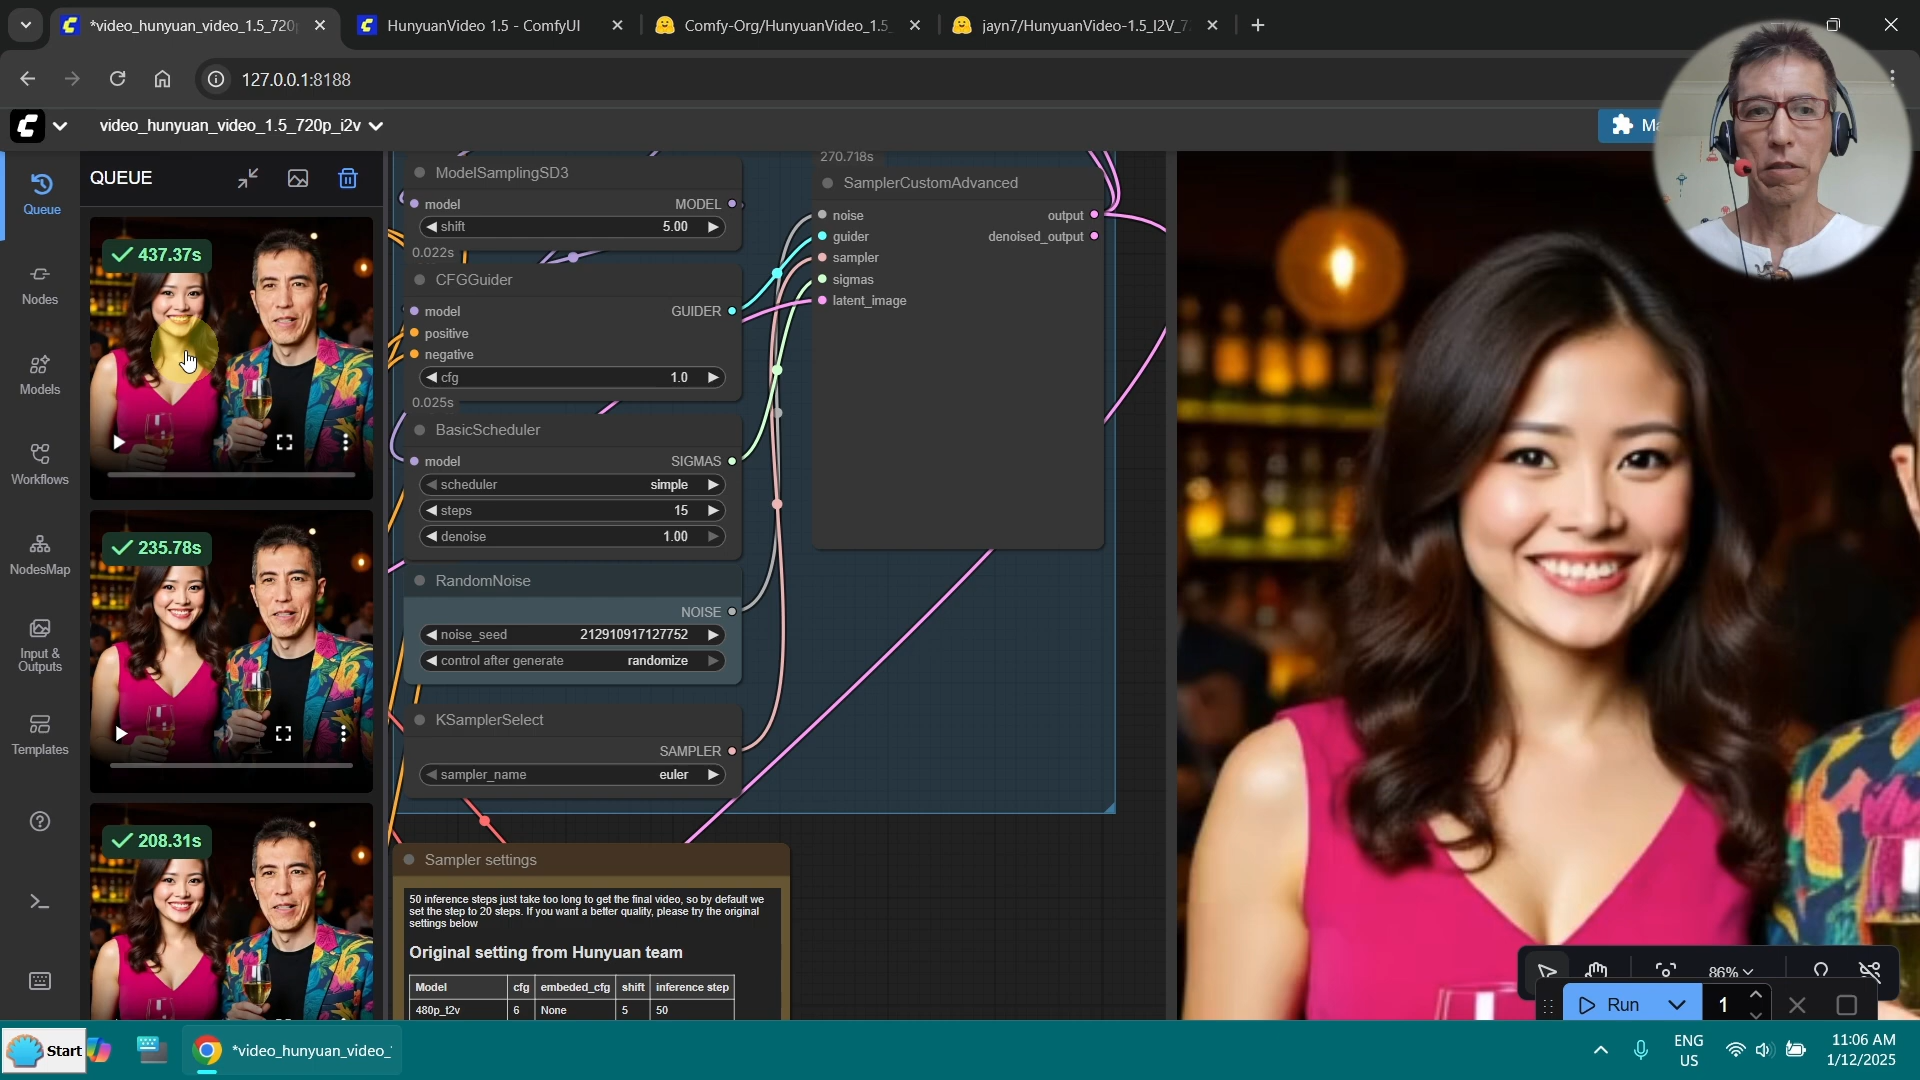 *video_hunyuan_video_1.5_720p
HunyuanVideo 1.5 - ComfyUI
Comfy-Org/HunyuanVideo_1.5_
jayn7/HunyuanVideo-1.5_I2V_7
127.0.0.1:8188
video_hunyuan_video_1.5_720p_i2v
Ma
QUEUE
Queue
Nodes
Models
Workflows
NodesMap
Input &
Outputs
Templates
437.37s
235.78s
208.31s
ModelSamplingSD3
model
MODEL
shift
5.00
0.022s
CFGGuider
model
GUIDER
positive
negative
cfg
1.0
0.025s
BasicScheduler
model
SIGMAS
scheduler
simple
steps
15
denoise
1.00
RandomNoise
NOISE
noise_seed
212910917127752
control after generate
randomize
KSamplerSelect
SAMPLER
sampler_name
euler
270.718s
SamplerCustomAdvanced
noise
output
guider
denoised_output
sampler
sigmas
latent_image
Sampler settings
50 inference steps just take too long to get the final video, so by default we
set the step to 20 steps. If you want a better quality, please try the original
settings below
Original setting from Hunyuan team
Model cfg embeded_cfg shift inference step
480p_t2v 6 None 5 50
86%
Run
1
Start
*video_hunyuan_video_
ENG
US
11:06 AM
1/12/2025